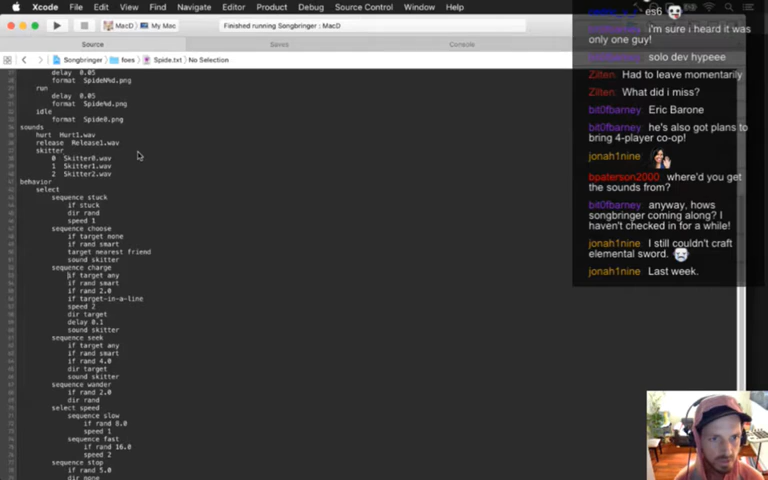 Xcode File Edit View Find Navigate Editor Product Debug Source Control Window Help
MacD My Mac Finished running Songbringer : MacD
Source Saves Console
Songbringer foes Spide.txt No Selection
delay 0.05
format SpideN%d.png
run
delay 0.05
format Spide%d.png
idle
format Spide0.png
sounds
hurt Hurt1.wav
release Release1.wav
skitter
0 Skitter0.wav
1 Skitter1.wav
2 Skitter2.wav
behavior
select
sequence stuck
if stuck
dir rand
speed 1
sequence choose
if target none
if rand smart
target nearest friend
sound skitter
sequence charge
if target any
if rand smart
if rand 2.0
if target-in-a-line
speed 2
dir target
delay 0.1
sound skitter
sequence seek
if target any
if rand smart
if rand 4.0
dir target
sound skitter
sequence wander
if rand 2.0
dir rand
select speed
sequence slow
if rand 8.0
speed 1
sequence fast
if rand 16.0
speed 2
sequence stop
if rand 5.0
dir none
es6
i'm sure i heard it was
only one guy!
solo dev hypeee
Zilten: Had to leave momentarily
Zilten: What did i miss?
bit0fbarney: Eric Barone
bit0fbarney: he's also got plans to
bring 4-player co-op!
jonah1nine:
bpaterson2000: where'd you get
the sounds from?
bit0fbarney: anyway, hows
songbringer coming along? I
haven't checked in for a while!
jonah1nine: I still couldn't craft
elemental sword.
jonah1nine: Last week.